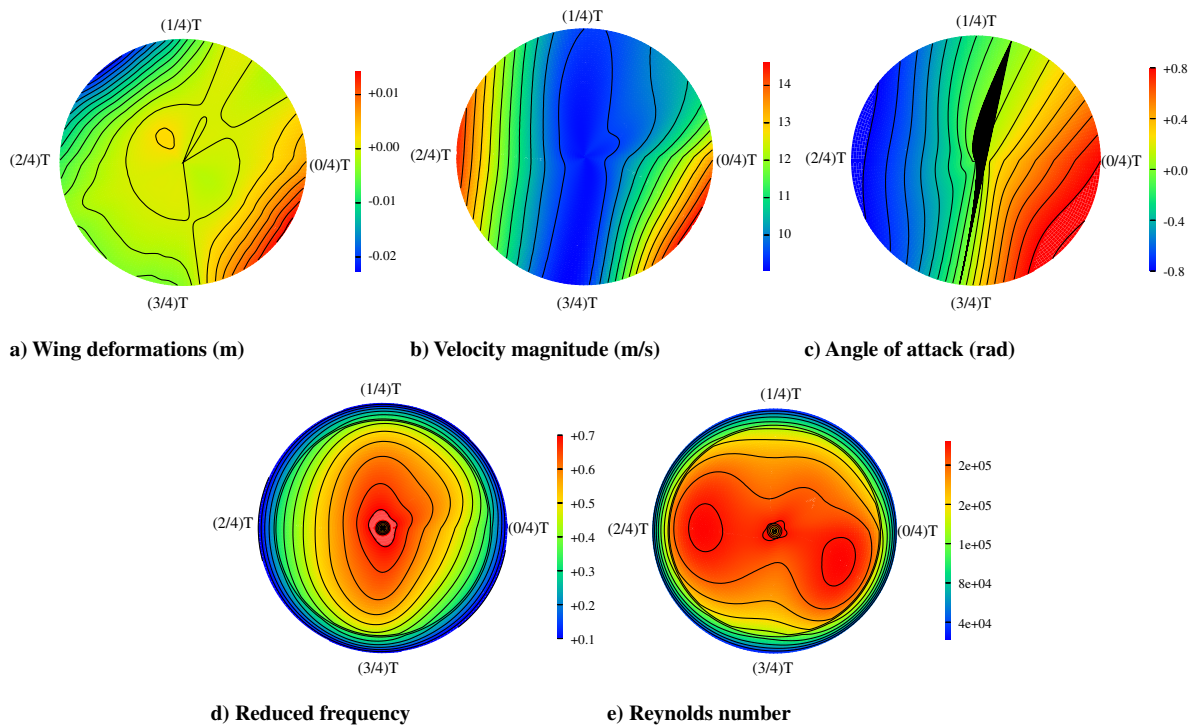 (1/4)T
(2/4)T
(0/4)T
(3/4)T
+0.01
+0.00
-0.01
-0.02
a) Wing deformations (m)
(1/4)T
(2/4)T
(0/4)T
(3/4)T
14
13
12
11
10
b) Velocity magnitude (m/s)
(1/4)T
(2/4)T
(0/4)T
(3/4)T
+0.8
+0.4
+0.0
-0.4
-0.8
c) Angle of attack (rad)
(1/4)T
(2/4)T
(0/4)T
(3/4)T
+0.7
+0.6
+0.5
+0.4
+0.3
+0.2
+0.1
d) Reduced frequency
(1/4)T
(2/4)T
(0/4)T
(3/4)T
2e+05
2e+05
1e+05
8e+04
4e+04
e) Reynolds number